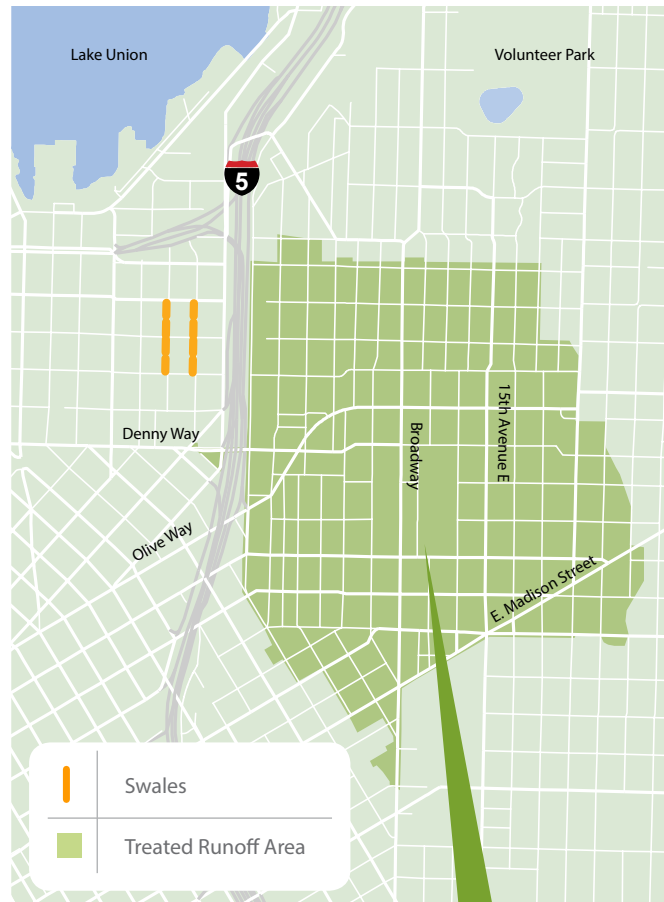 Lake Union
Volunteer Park
5
15th Avenue E
Denny Way
Broadway
Olive Way
E. Madison Street
Swales
Treated Runoff Area